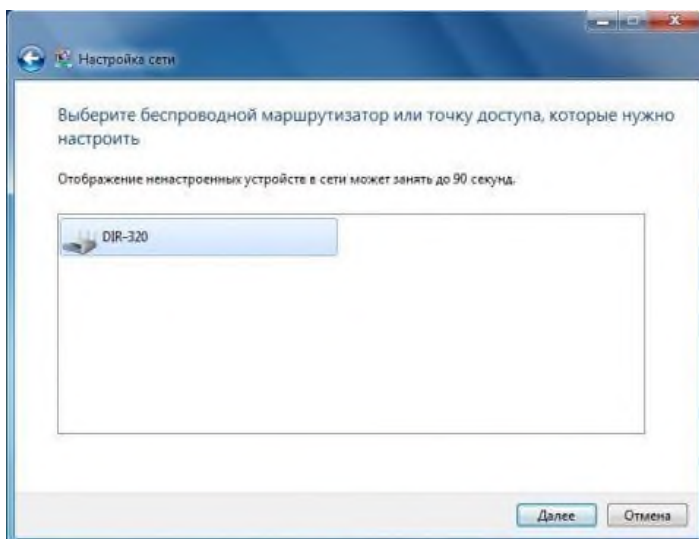 Настройка сети
Выберите беспроводной маршрутизатор или точку доступа, которые нужно
настроить
Отображение ненастроенных устройств в сети может занять до 90 секунд.
DIR-320
Далее
Отмена